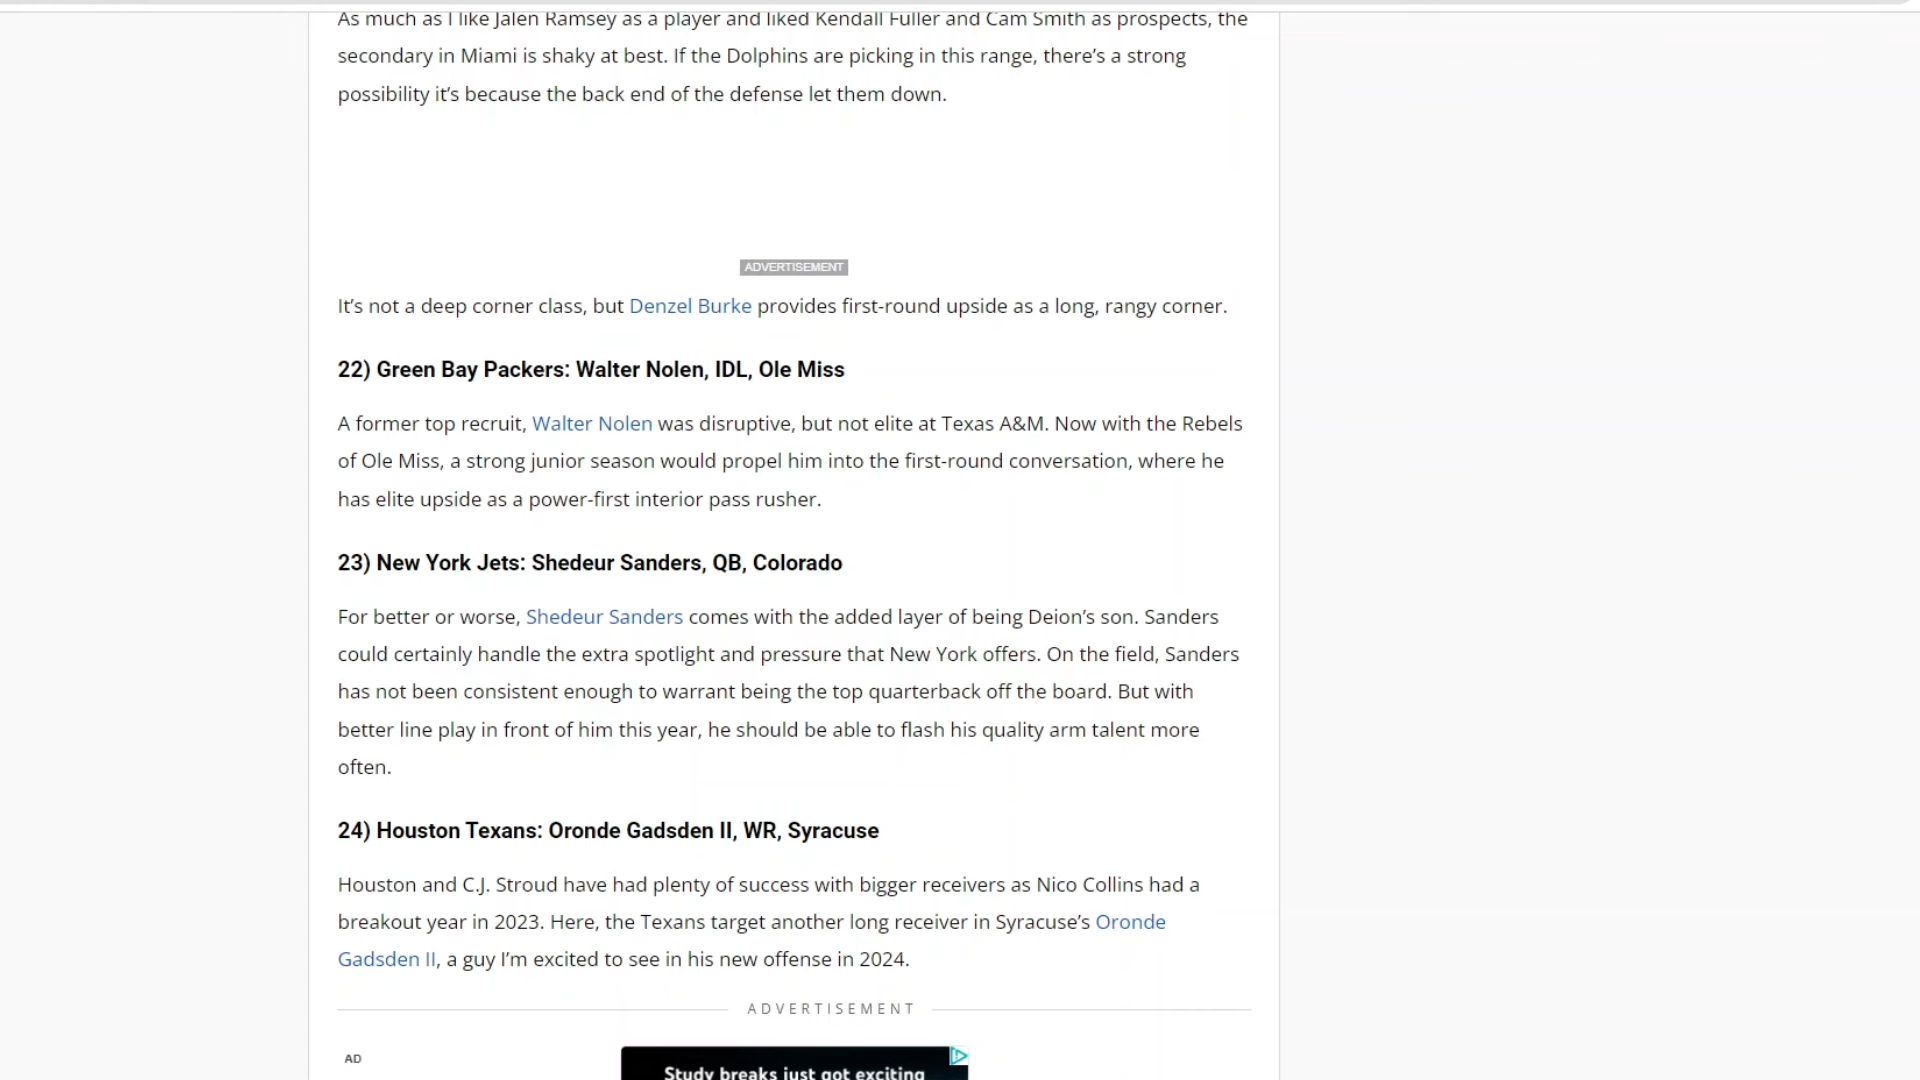 As much as I like Jalen Ramsey as a player and liked Kendall Fuller and Cam Smith as prospects, the
secondary in Miami is shaky at best. If the Dolphins are picking in this range, there’s a strong
possibility it’s because the back end of the defense let them down.
ADVERTISEMENT
It’s not a deep corner class, but Denzel Burke provides first-round upside as a long, rangy corner.
22) Green Bay Packers: Walter Nolen, IDL, Ole Miss
A former top recruit, Walter Nolen was disruptive, but not elite at Texas A&M. Now with the Rebels
of Ole Miss, a strong junior season would propel him into the first-round conversation, where he
has elite upside as a power-first interior pass rusher.
23) New York Jets: Shedeur Sanders, QB, Colorado
For better or worse, Shedeur Sanders comes with the added layer of being Deion’s son. Sanders
could certainly handle the extra spotlight and pressure that New York offers. On the field, Sanders
has not been consistent enough to warrant being the top quarterback off the board. But with
better line play in front of him this year, he should be able to flash his quality arm talent more
often.
24) Houston Texans: Oronde Gadsden II, WR, Syracuse
Houston and C.J. Stroud have had plenty of success with bigger receivers as Nico Collins had a
breakout year in 2023. Here, the Texans target another long receiver in Syracuse’s Oronde
Gadsden II, a guy I’m excited to see in his new offense in 2024.
ADVERTISEMENT
AD
Study breaks just got exciting